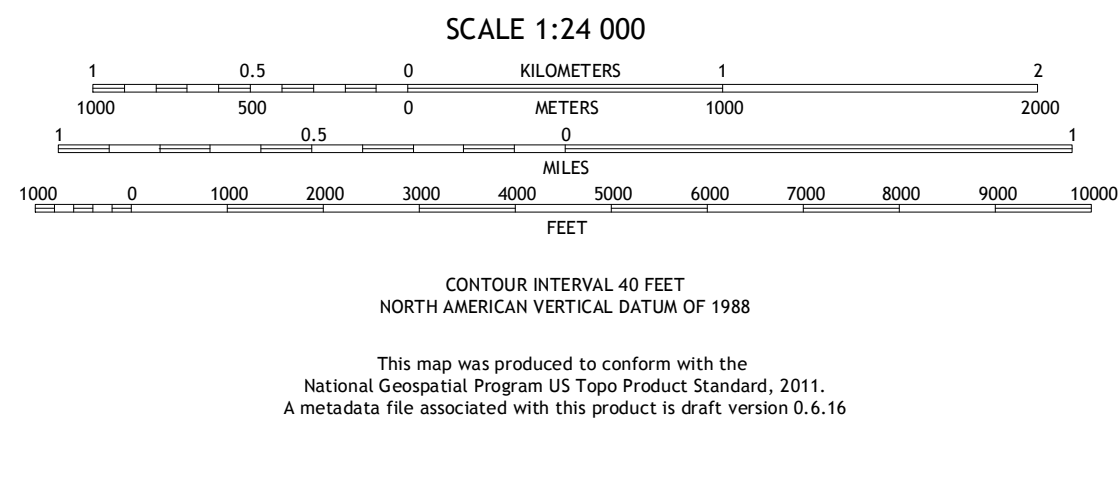 SCALE 1:24 000
1 0.5 0 KILOMETERS 1 2
1000 500 0 METERS 1000 2000
1 0.5 0 1
MILES
1000 0 1000 2000 3000 4000 5000 6000 7000 8000 9000 10000
FEET
CONTOUR INTERVAL 40 FEET
NORTH AMERICAN VERTICAL DATUM OF 1988
This map was produced to conform with the
National Geospatial Program US Topo Product Standard, 2011.
A metadata file associated with this product is draft version 0.6.16